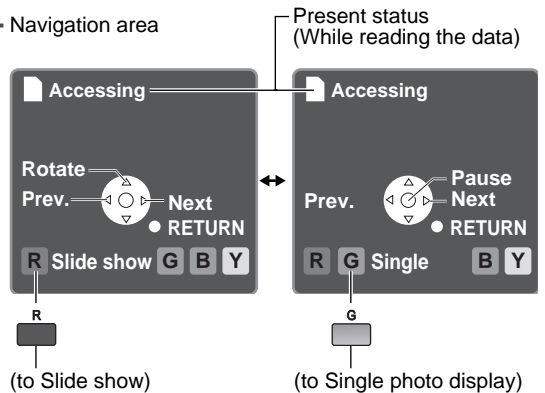 Navigation area
Present status
(While reading the data)
Accessing
Rotate
Prev.
Next
RETURN
R Slide show G B Y
R
(to Slide show)
Accessing
Pause
Prev.
Next
RETURN
R G Single B Y
G
(to Single photo display)